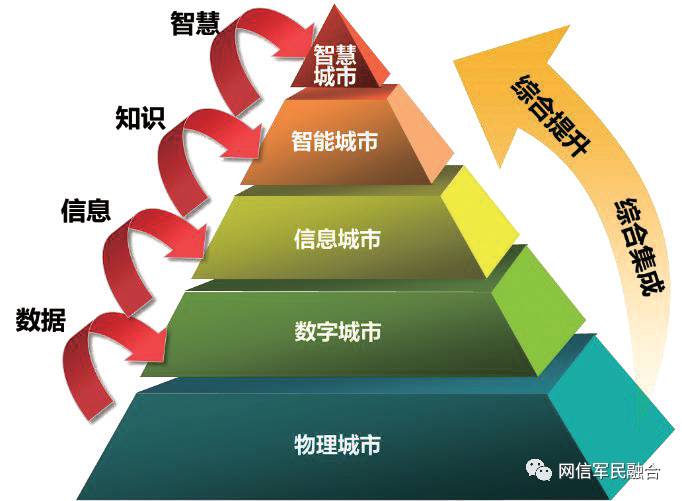 智慧
智慧
城市
综合提升
知识
智能城市
信息
信息城市
综合集成
数据
数字城市
物理城市
网信军民融合